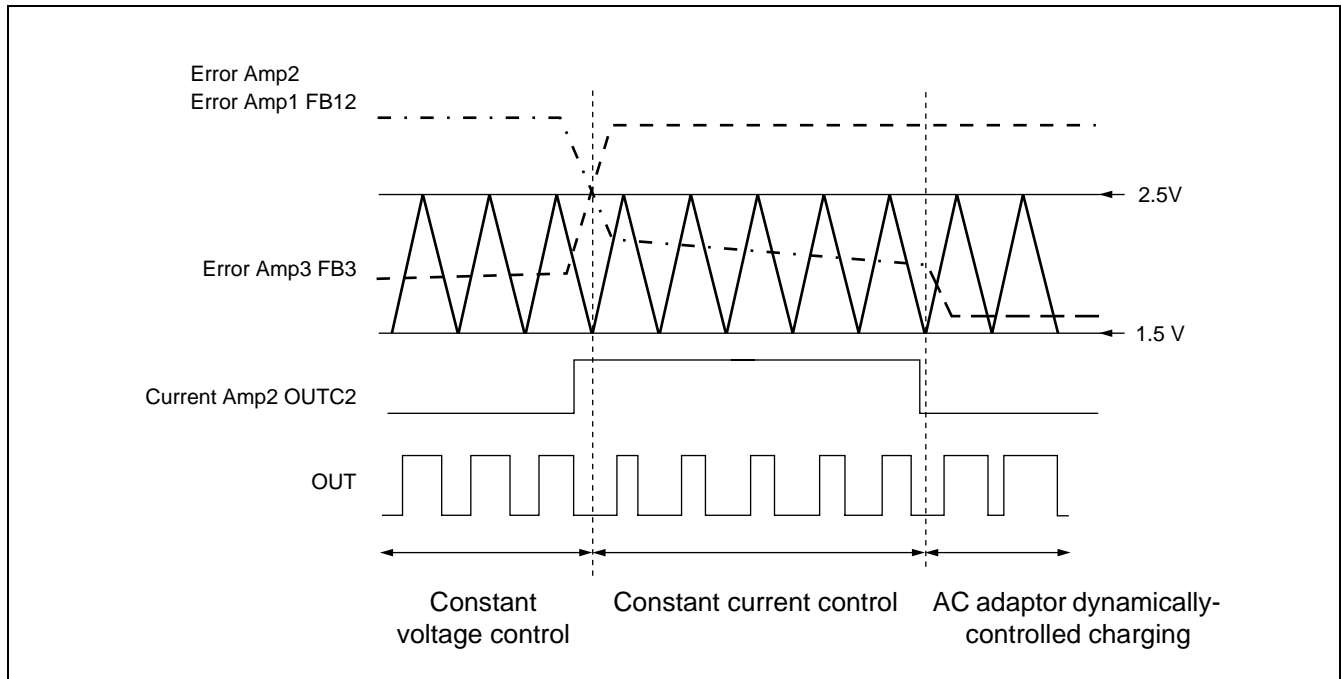 Error Amp2
Error Amp1 FB12
2.5V
Error Amp3 FB3
1.5 V
Current Amp2 OUTC2
OUT
Constant
voltage control
Constant current control
AC adaptor dynamically-
controlled charging